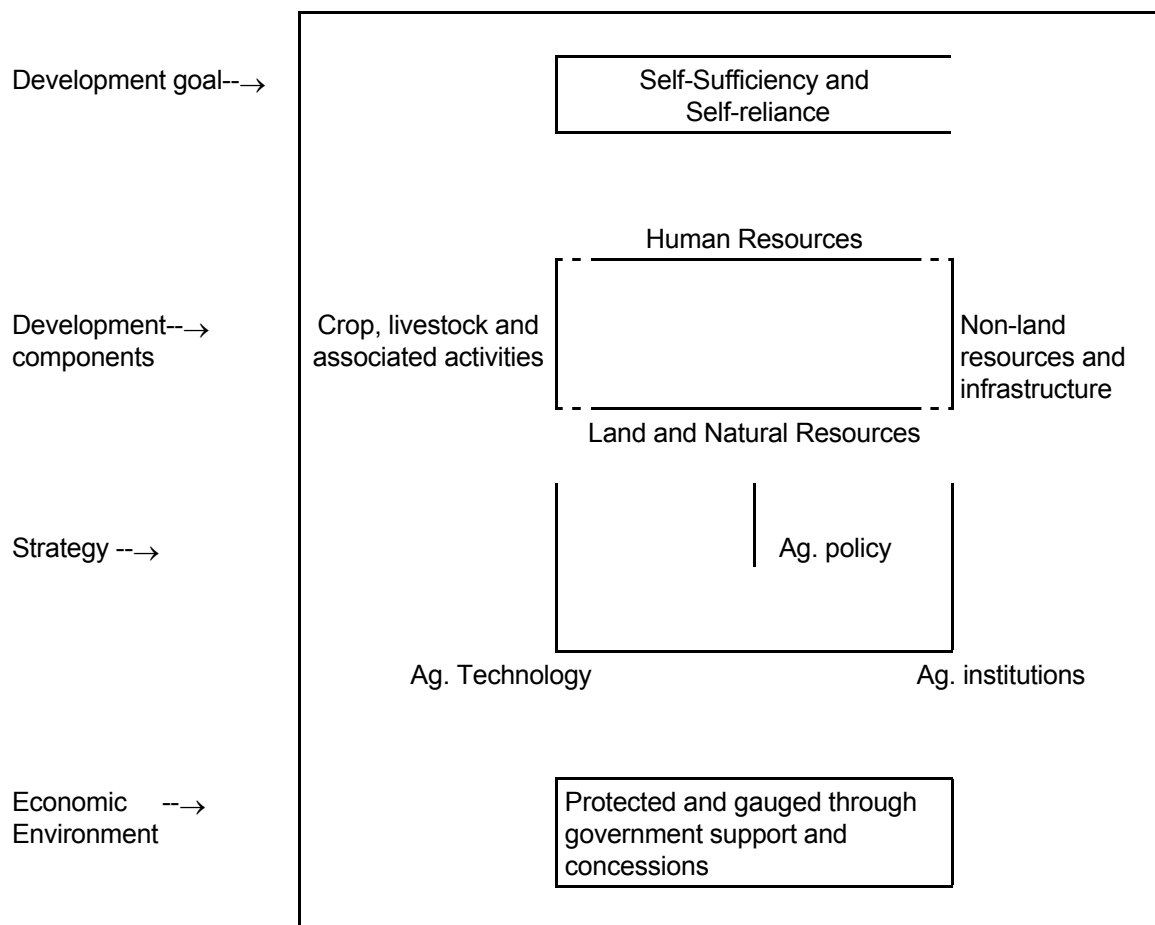 Development goal--→
Self-Sufficiency and
Self-reliance
Human Resources
Development--→
components
Crop, livestock and
associated activities
Non-land
resources and
infrastructure
Land and Natural Resources
Strategy --→
Ag. policy
Ag. Technology
Ag. institutions
Economic --→
Environment
Protected and gauged through
government support and
concessions